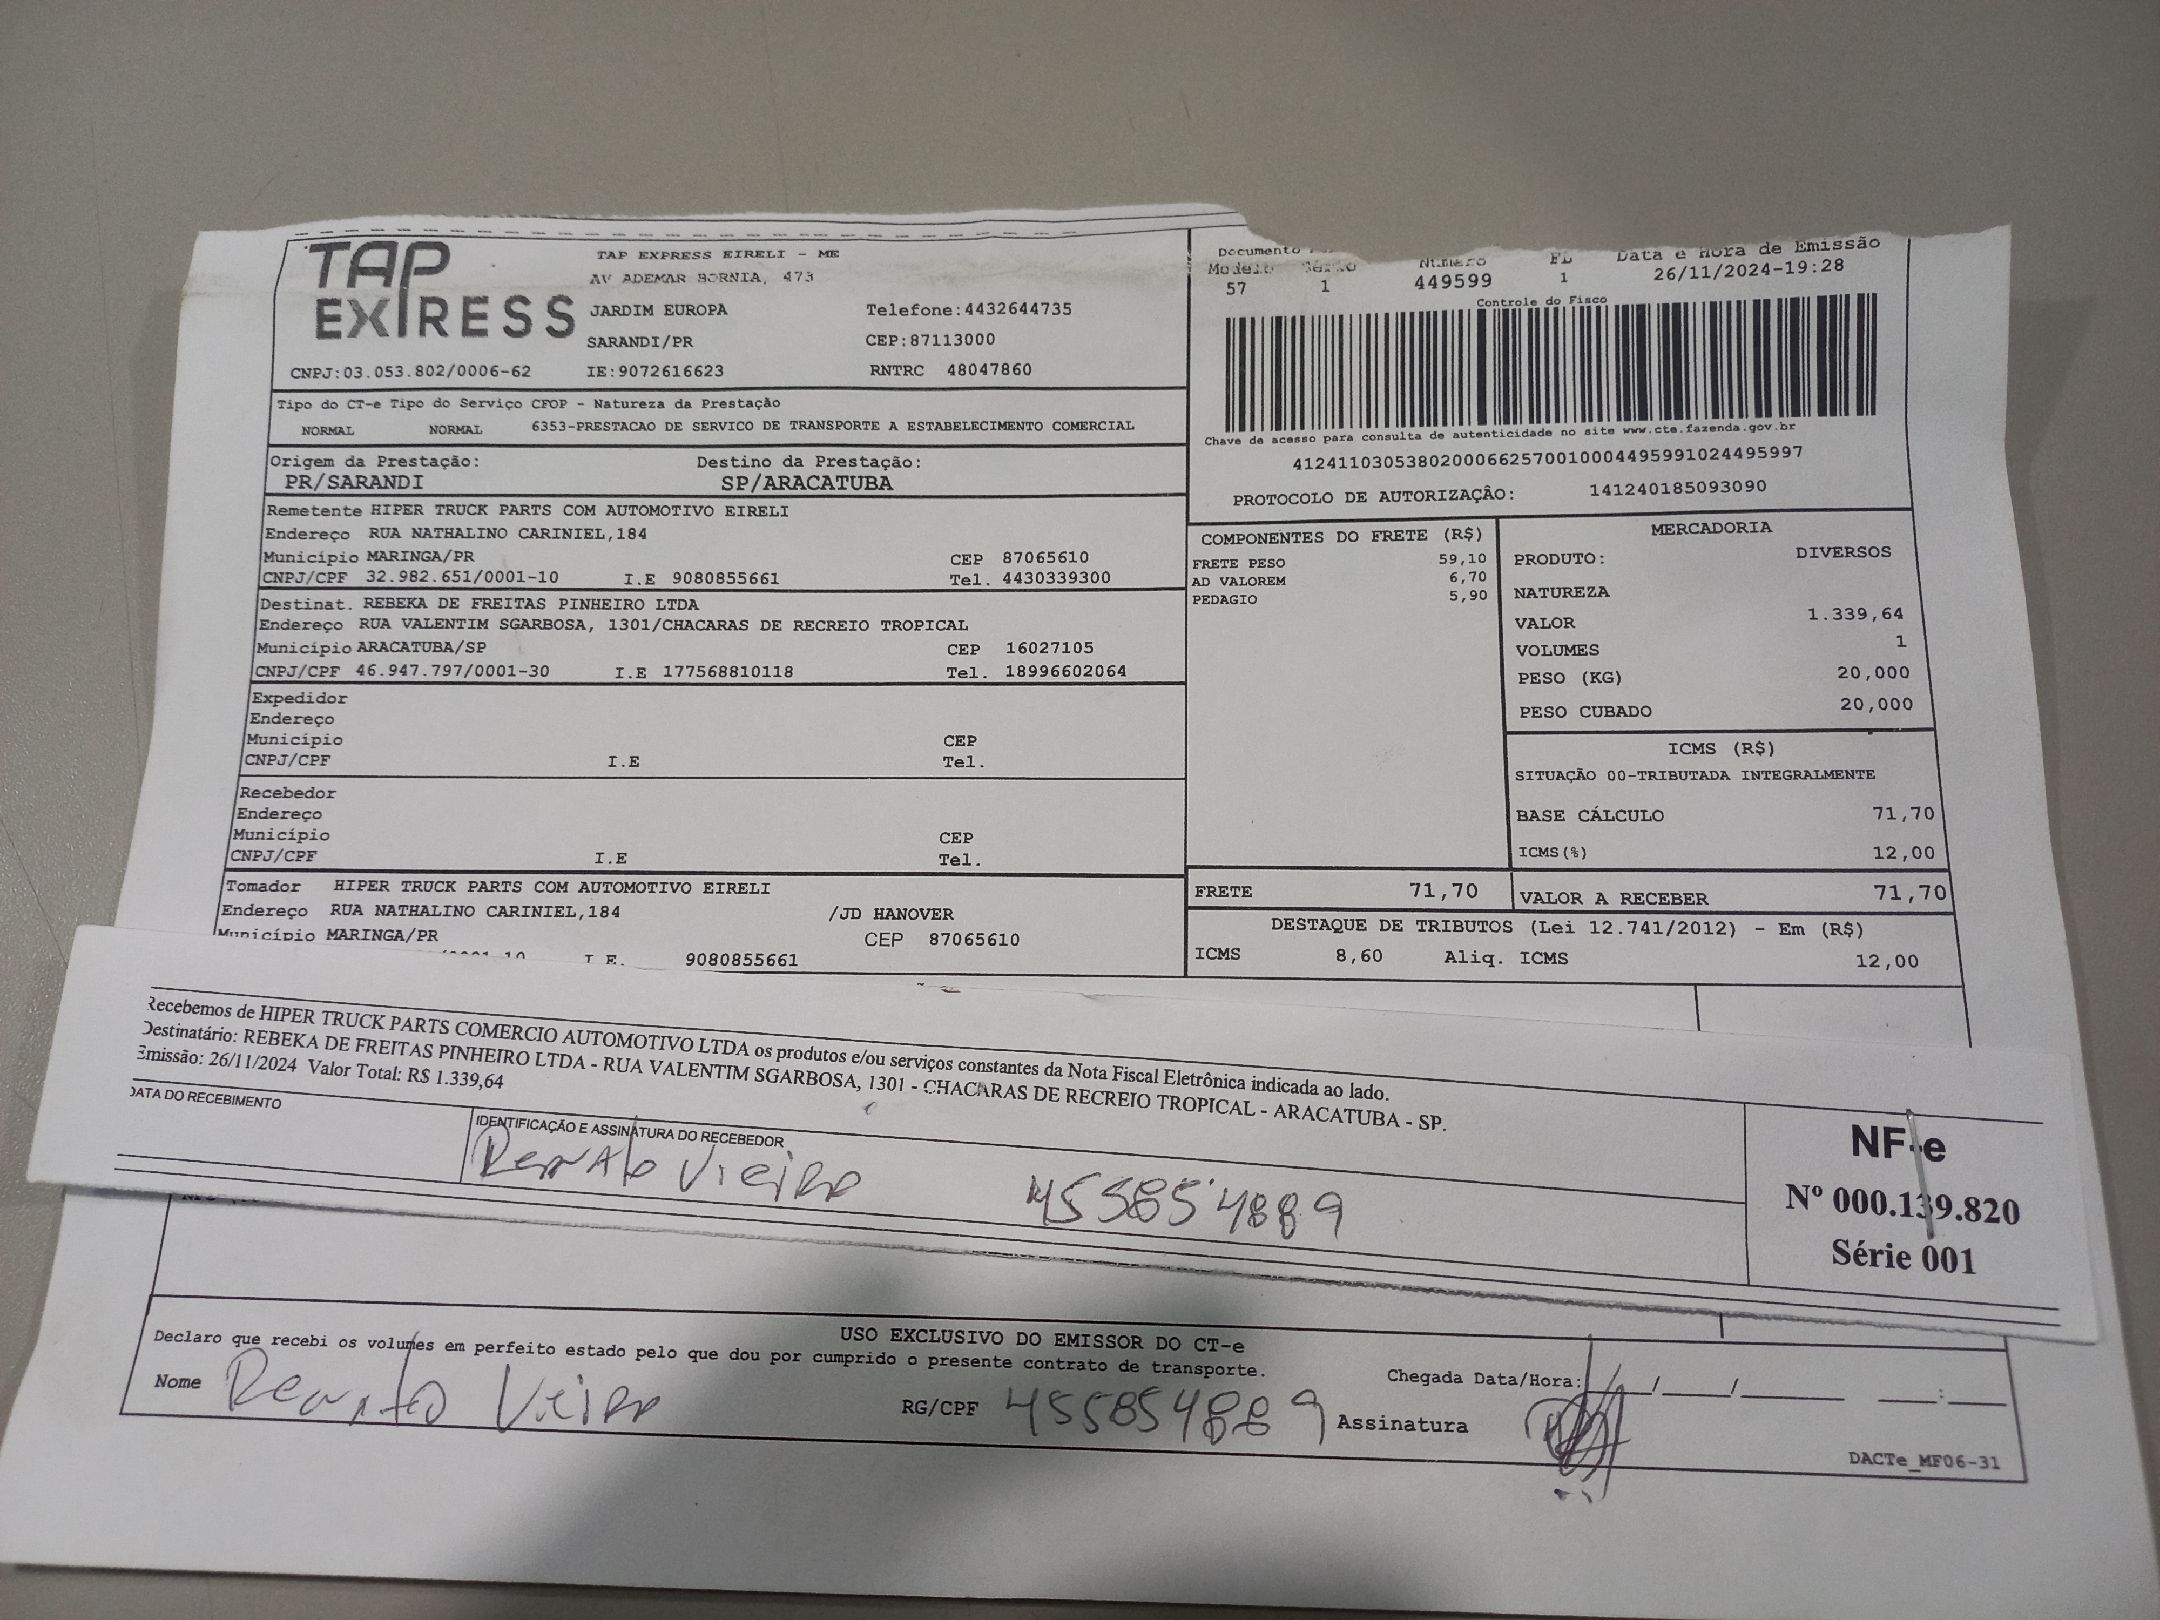 TAP EXPRESS
TAP EXPRESS EIRELI - ME
AV ADEMAR BORNIA, 473
JARDIM EUROPA Telefone:4432644735
SARANDI/PR CEP:87113000
CNPJ:03.053.802/0006-62 IE:9072616623 RNTRC 48047860
Tipo do CT-e Tipo do Serviço CFOP - Natureza da Prestação
NORMAL NORMAL 6353-PRESTACAO DE SERVICO DE TRANSPORTE A ESTABELECIMENTO COMERCIAL
Origem da Prestação: Destino da Prestação:
PR/SARANDI SP/ARACATUBA
Remetente HIPER TRUCK PARTS COM AUTOMOTIVO EIRELI
Endereço RUA NATHALINO CARINIEL,184
Município MARINGA/PR CEP 87065610
CNPJ/CPF 32.982.651/0001-10 I.E 9080855661 Tel. 4430339300
Destinat. REBEKA DE FREITAS PINHEIRO LTDA
Endereço RUA VALENTIM SGARBOSA, 1301/CHACARAS DE RECREIO TROPICAL
Município ARACATUBA/SP CEP 16027105
CNPJ/CPF 46.947.797/0001-30 I.E 177568810118 Tel. 18996602064
Expedidor
Endereço
Município CEP
CNPJ/CPF I.E Tel.
Recebedor
Endereço
Município CEP
CNPJ/CPF I.E Tel.
Tomador HIPER TRUCK PARTS COM AUTOMOTIVO EIRELI
Endereço RUA NATHALINO CARINIEL,184 /JD HANOVER
Município MARINGA/PR CEP 87065610
I.E. 9080855661
Documento
Modelo Série Número FL Data e Hora de Emissão
57 1 449599 1 26/11/2024-19:28
Controle do Fisco
Chave de acesso para consulta de autenticidade no site www.cte.fazenda.gov.br
41241103053802000662570010004495991024495997
PROTOCOLO DE AUTORIZAÇÃO: 141240185093090
COMPONENTES DO FRETE (R$)
FRETE PESO 59,10
AD VALOREM 6,70
PEDAGIO 5,90
MERCADORIA
PRODUTO: DIVERSOS
NATUREZA
VALOR 1.339,64
VOLUMES 1
PESO (KG) 20,000
PESO CUBADO 20,000
ICMS (R$)
SITUAÇÃO 00-TRIBUTADA INTEGRALMENTE
BASE CÁLCULO 71,70
ICMS(%) 12,00
FRETE 71,70 VALOR A RECEBER 71,70
DESTAQUE DE TRIBUTOS (Lei 12.741/2012) - Em (R$)
ICMS 8,60 Aliq. ICMS 12,00
Recebemos de HIPER TRUCK PARTS COMERCIO AUTOMOTIVO LTDA os produtos e/ou serviços constantes da Nota Fiscal Eletrônica indicada ao lado.
Destinatário: REBEKA DE FREITAS PINHEIRO LTDA - RUA VALENTIM SGARBOSA, 1301 - CHACARAS DE RECREIO TROPICAL - ARACATUBA - SP.
Emissão: 26/11/2024 Valor Total: R$ 1.339,64
DATA DO RECEBIMENTO IDENTIFICAÇÃO E ASSINATURA DO RECEBEDOR
Renato Vieira 455854889
NF-e
Nº 000.139.820
Série 001
USO EXCLUSIVO DO EMISSOR DO CT-e
Declaro que recebi os volumes em perfeito estado pelo que dou por cumprido o presente contrato de transporte.
Chegada Data/Hora: / / :
Nome Renato Vieira RG/CPF 455854889 Assinatura
DACTe_MF06-31